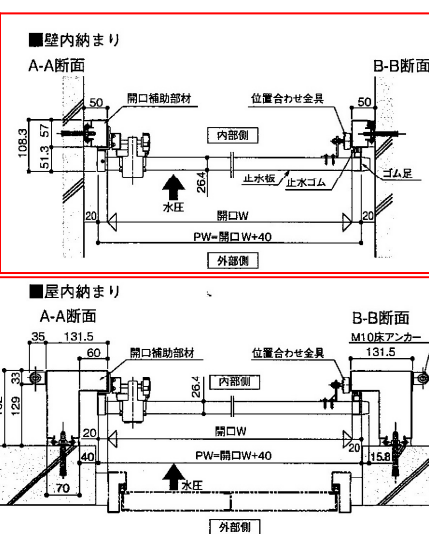 ■壁内納まり
A-A断面
B-B断面
50
開口補助部材
位置合わせ金具
50
108.3
57
51.3
内部側
26.4
止水板
止水ゴム
ゴム足
水圧
20
開口W
20
PW=開口W+40
外部側
■屋内納まり
A-A断面
B-B断面
35
131.5
M10床アンカー
60
開口補助部材
位置合わせ金具
131.5
33
129
内部側
26.4
20
開口W
20
40
PW=開口W+40
15.8
70
水圧
外部側